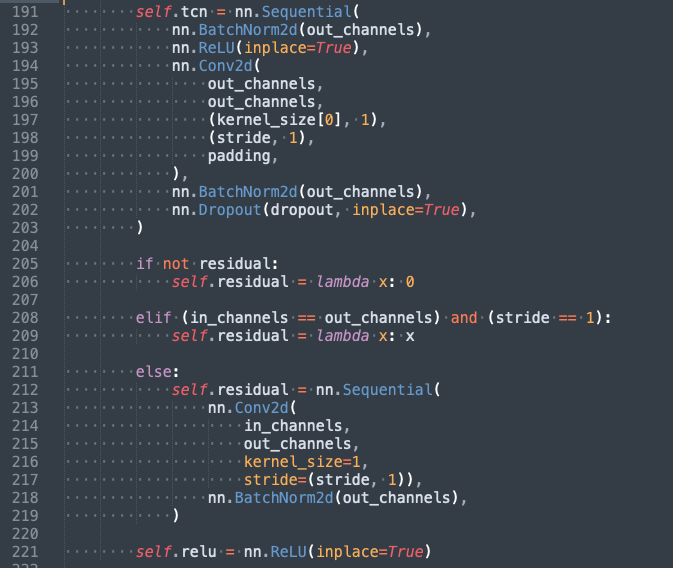 191 self.tcn = nn.Sequential(
192 nn.BatchNorm2d(out_channels),
193 nn.ReLU(inplace=True),
194 nn.Conv2d(
195 out_channels,
196 out_channels,
197 (kernel_size[0], 1),
198 (stride, 1),
199 padding,
200 ),
201 nn.BatchNorm2d(out_channels),
202 nn.Dropout(dropout, inplace=True),
203 )
204
205 if not residual:
206 self.residual = lambda x: 0
207
208 elif (in_channels == out_channels) and (stride == 1):
209 self.residual = lambda x: x
210
211 else:
212 self.residual = nn.Sequential(
213 nn.Conv2d(
214 in_channels,
215 out_channels,
216 kernel_size=1,
217 stride=(stride, 1)),
218 nn.BatchNorm2d(out_channels),
219 )
220
221 self.relu = nn.ReLU(inplace=True)